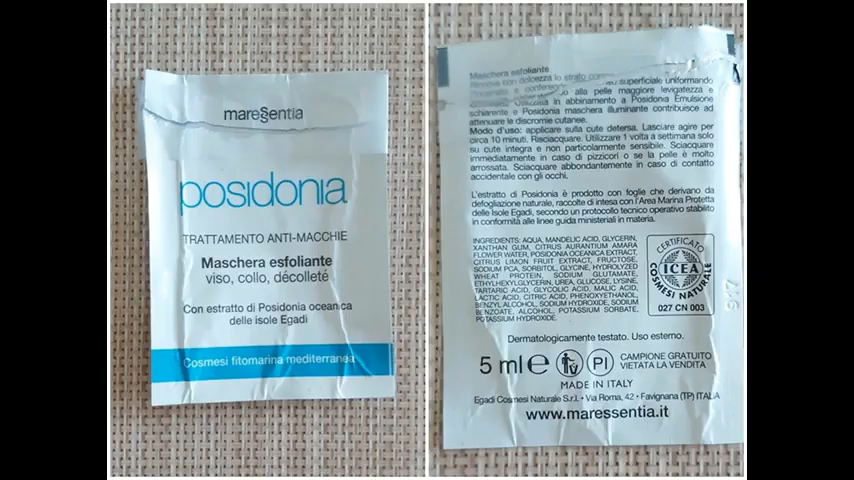 maressentia
posidonia
TRATTAMENTO ANTI-MACCHIE
Maschera esfoliante
viso, collo, décolleté
Con estratto di Posidonia oceanica
delle isole Egadi
Cosmesi fitomarina mediterranea
Maschera esfoliante
Rinnova con dolcezza lo strato superficiale uniformando
alla pelle maggiore levigatezza e
Utilizzata in abbinamento a Posidonia Emulsione
schiarente e Posidonia maschera illuminante contribuisce ad
attenuare le discromie cutanee.
Modo d'uso: applicare sulla cute detersa. Lasciare agire per
circa 10 minuti. Risciacquare. Utilizzare 1 volta a settimana solo
su cute integra e non particolarmente sensibile. Sciacquare
immediatamente in caso di pizzicori o se la pelle è molto
arrossata. Sciacquare abbondantemente in caso di contatto
accidentale con gli occhi.
L'estratto di Posidonia è prodotto con foglie che derivano da
defogliazione naturale, raccolte di intesa con l'Area Marina Protetta
delle Isole Egadi, secondo un protocollo tecnico operativo stabilito
in conformità alle linee guida ministeriali in materia.
INGREDIENTS: AQUA, MANDELIC ACID, GLYCERIN,
XANTHAN GUM, CITRUS AURANTIUM AMARA
FLOWER WATER, POSIDONIA OCEANICA EXTRACT,
CITRUS LIMON FRUIT EXTRACT, FRUCTOSE,
SODIUM PCA, SORBITOL, GLYCINE, HYDROLYZED
WHEAT PROTEIN, SODIUM GLUTAMATE,
ETHYLHEXYLGLYCERIN, UREA, GLUCOSE, LYSINE,
TARTARIC ACID, GLYCOLIC ACID, MALIC ACID,
LACTIC ACID, CITRIC ACID, PHENOXYETHANOL,
BENZYL ALCOHOL, SODIUM HYDROXIDE, SODIUM
BENZOATE, ALCOHOL, POTASSIUM SORBATE,
POTASSIUM HYDROXIDE.
CERTIFICATO
ICEA
COSMESI NATURALE
027 CN 003
917
Dermatologicamente testato. Uso esterno.
5 ml e PI CAMPIONE GRATUITO
VIETATA LA VENDITA
MADE IN ITALY
Egadi Cosmesi Naturale S.r.l. • Via Roma, 42 • Favignana (TP) ITALIA
www.maressentia.it